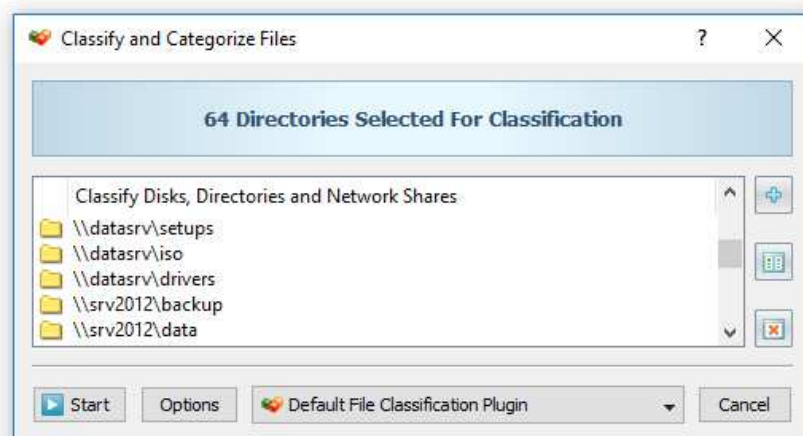 Classify and Categorize Files ?
64 Directories Selected For Classification
Classify Disks, Directories and Network Shares
\\datasrv\setups
\\datasrv\iso
\\datasrv\drivers
\\srv2012\backup
\\srv2012\data
Start Options Default File Classification Plugin Cancel